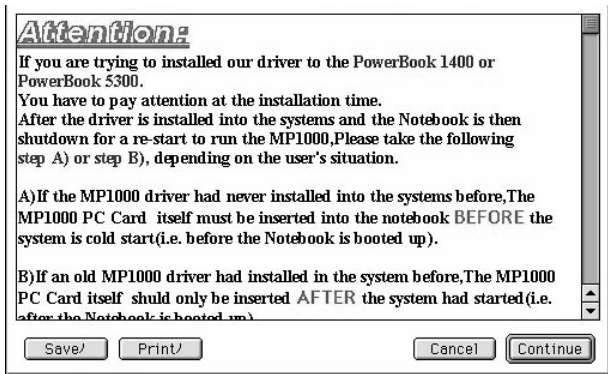 Attention:
If you are trying to installed our driver to the PowerBook 1400 or
PowerBook 5300.
You have to pay attention at the installation time.
After the driver is installed into the systems and the Notebook is then
shutdown for a re-start to run the MP1000,Please take the following
step A) or step B), depending on the user's situation.
A)If the MP1000 driver had never installed into the systems before,The
MP1000 PC Card itself must be inserted into the notebook BEFORE the
system is cold start(i.e. before the Notebook is booted up).
B)If an old MP1000 driver had installed in the system before,The MP1000
PC Card itself shuld only be inserted AFTER the system had started(i.e.
after the Notebook is booted up)
Save/ Print/ Cancel Continue